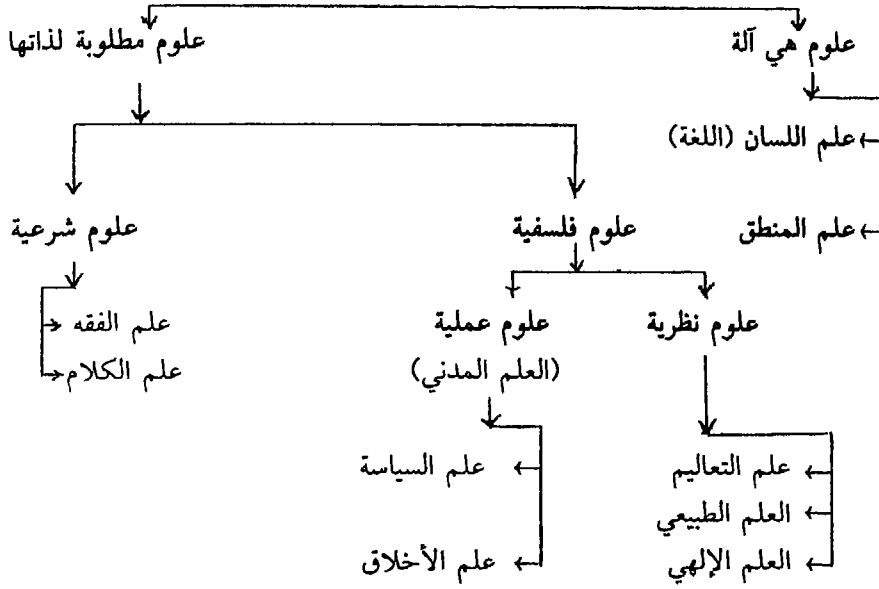 علوم هي آلة
علوم مطلوبة لذاتها
علم اللسان (اللغة)
علم المنطق
علوم فلسفية
علوم شرعية
علوم نظرية
علوم عملية
(العلم المدني)
علم الفقه
علم الكلام
علم التعاليم
العلم الطبيعي
العلم الإلهي
علم السياسة
علم الأخلاق